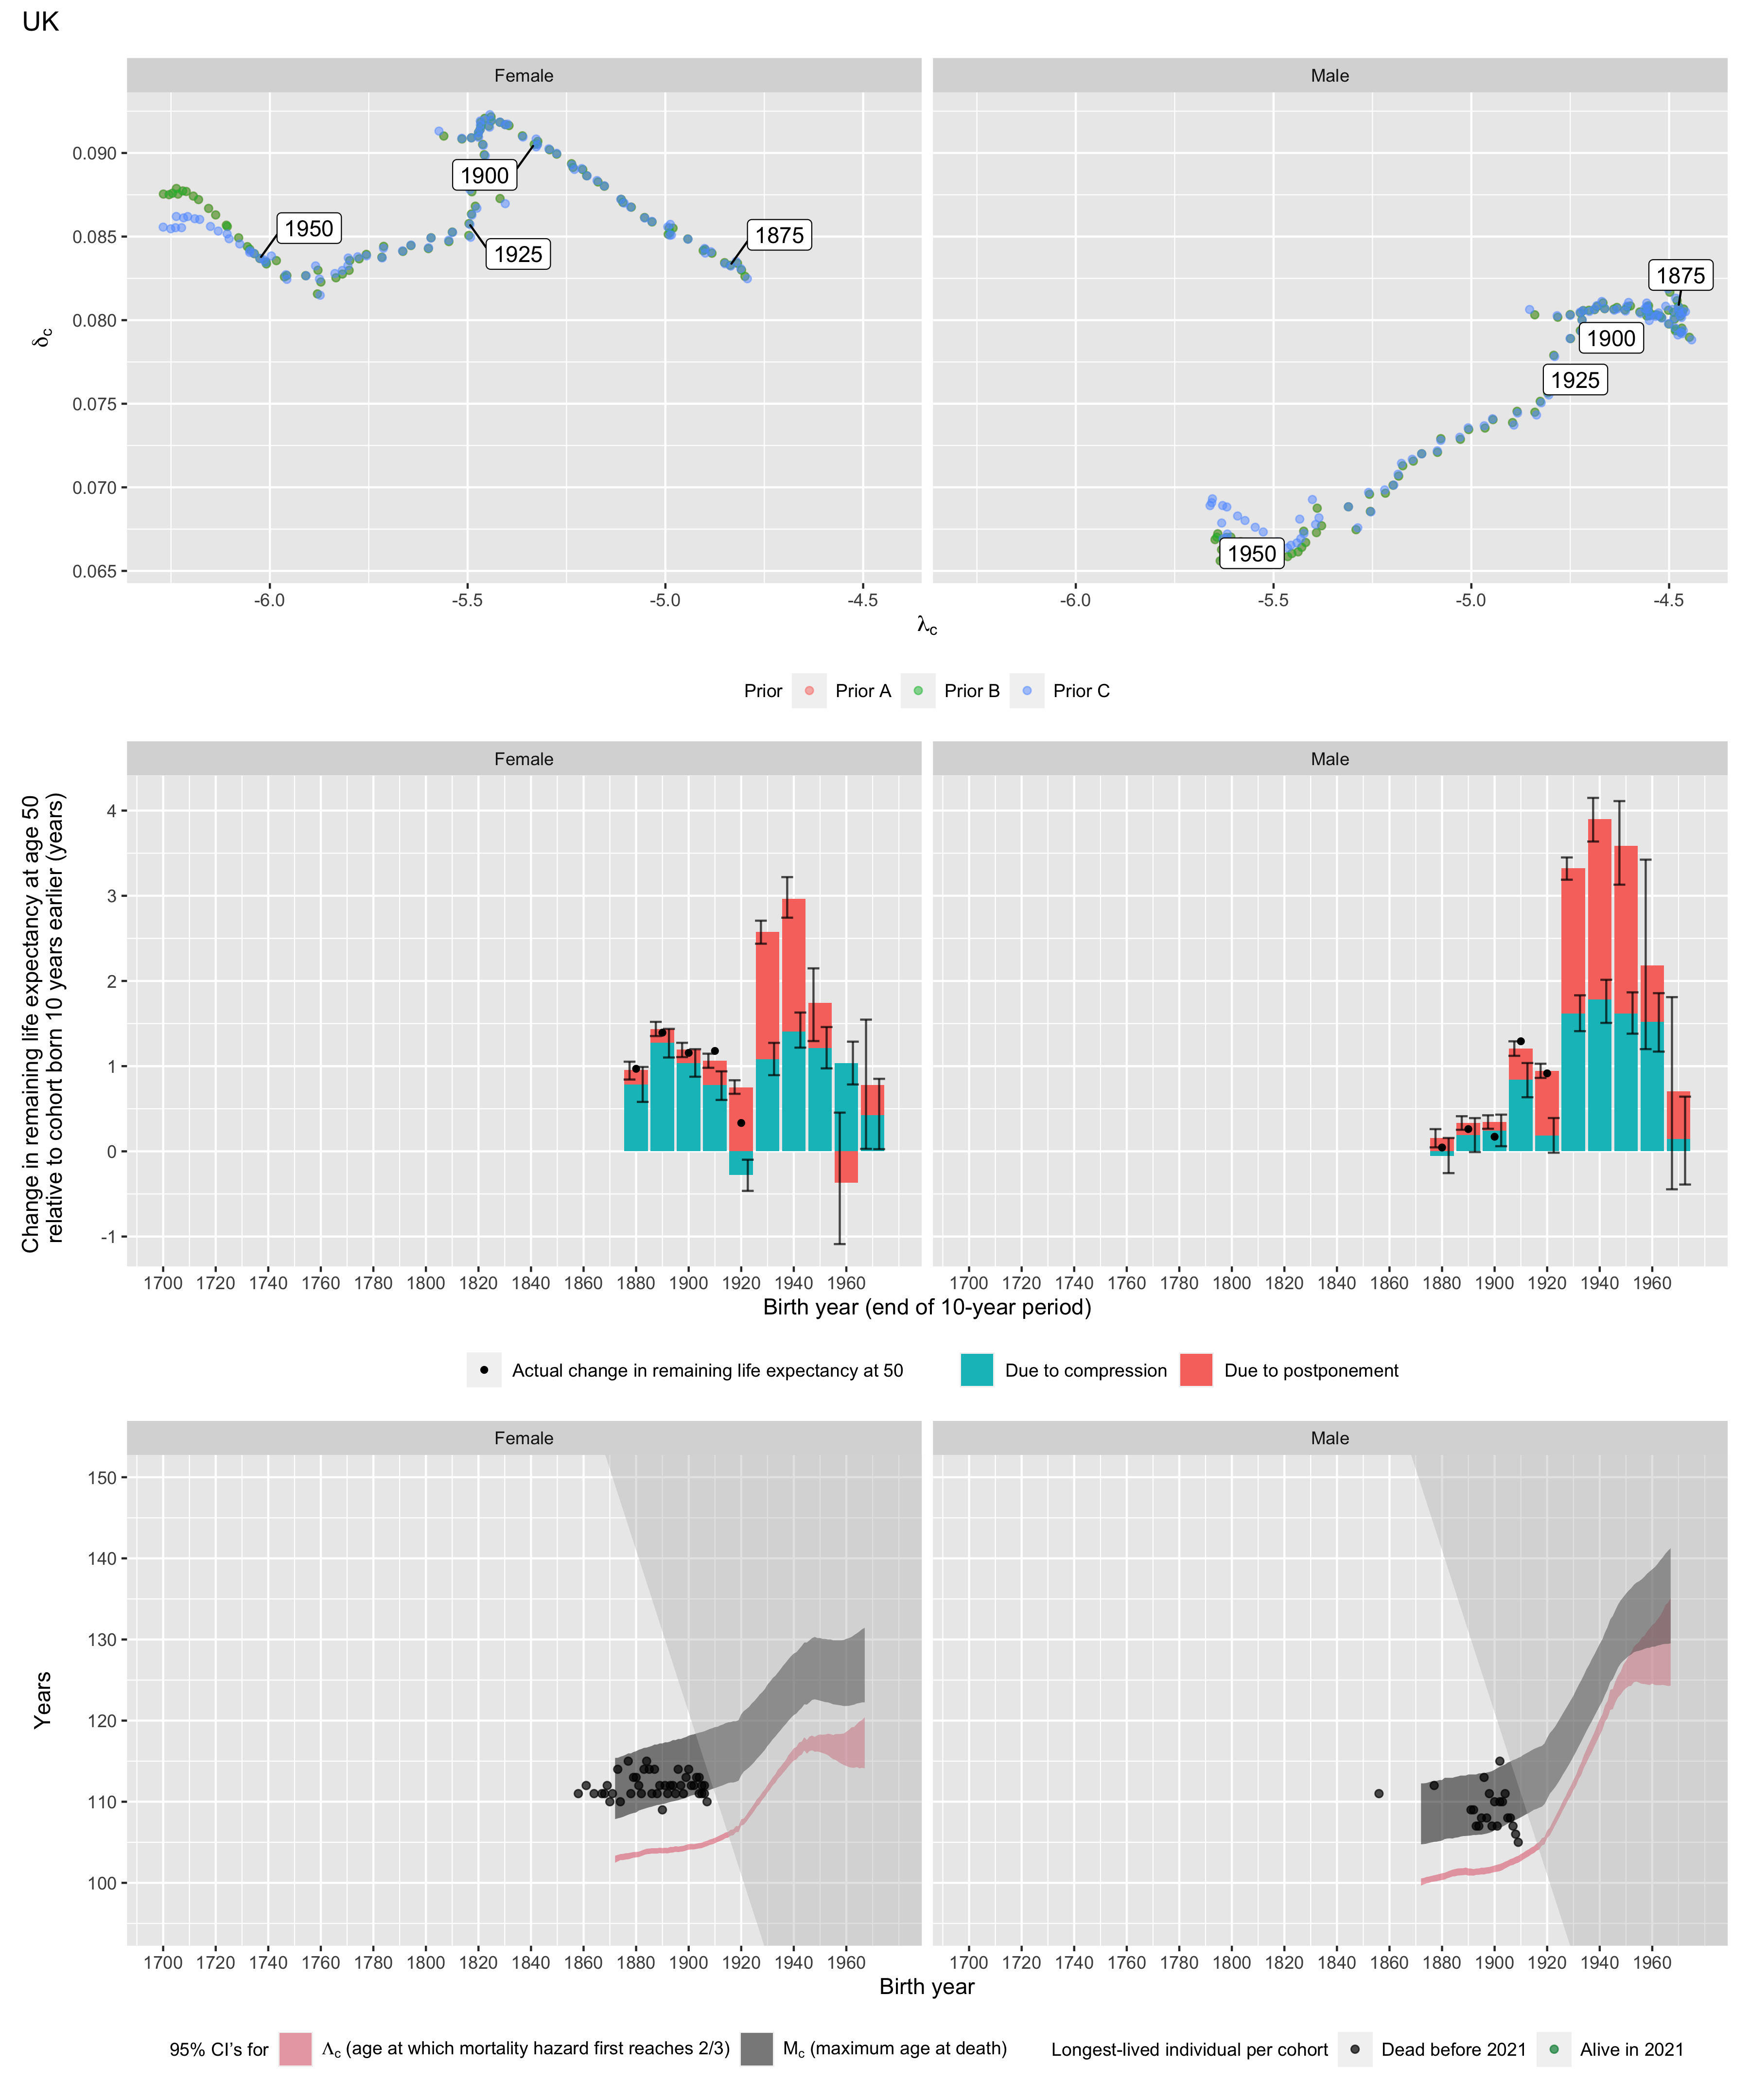 UK
Female Male
0.090
0.085
0.080
0.075
0.070
0.065
δc
1900
1950
1925
1875
1875
1900
1925
1950
-6.0 -5.5 -5.0 -4.5 -6.0 -5.5 -5.0 -4.5
λc
Prior Prior A Prior B Prior C
Female Male
Change in remaining life expectancy at age 50
relative to cohort born 10 years earlier (years)
4
3
2
1
0
-1
1700 1720 1740 1760 1780 1800 1820 1840 1860 1880 1900 1920 1940 1960 1700 1720 1740 1760 1780 1800 1820 1840 1860 1880 1900 1920 1940 1960
Birth year (end of 10-year period)
Actual change in remaining life expectancy at 50 Due to compression Due to postponement
Female Male
Years
150
140
130
120
110
100
1700 1720 1740 1760 1780 1800 1820 1840 1860 1880 1900 1920 1940 1960 1700 1720 1740 1760 1780 1800 1820 1840 1860 1880 1900 1920 1940 1960
Birth year
95% CI's for Λc (age at which mortality hazard first reaches 2/3) Mc (maximum age at death) Longest-lived individual per cohort Dead before 2021 Alive in 2021